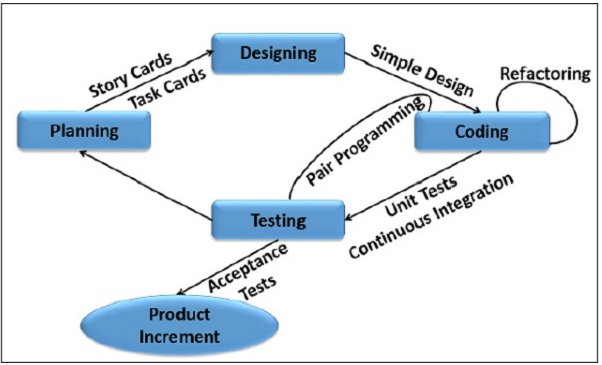 Designing
Story Cards
Task Cards
Simple Design
Refactoring
Planning
Pair Programming
Coding
Unit Tests
Continuous Integration
Testing
Acceptance
Tests
Product
Increment